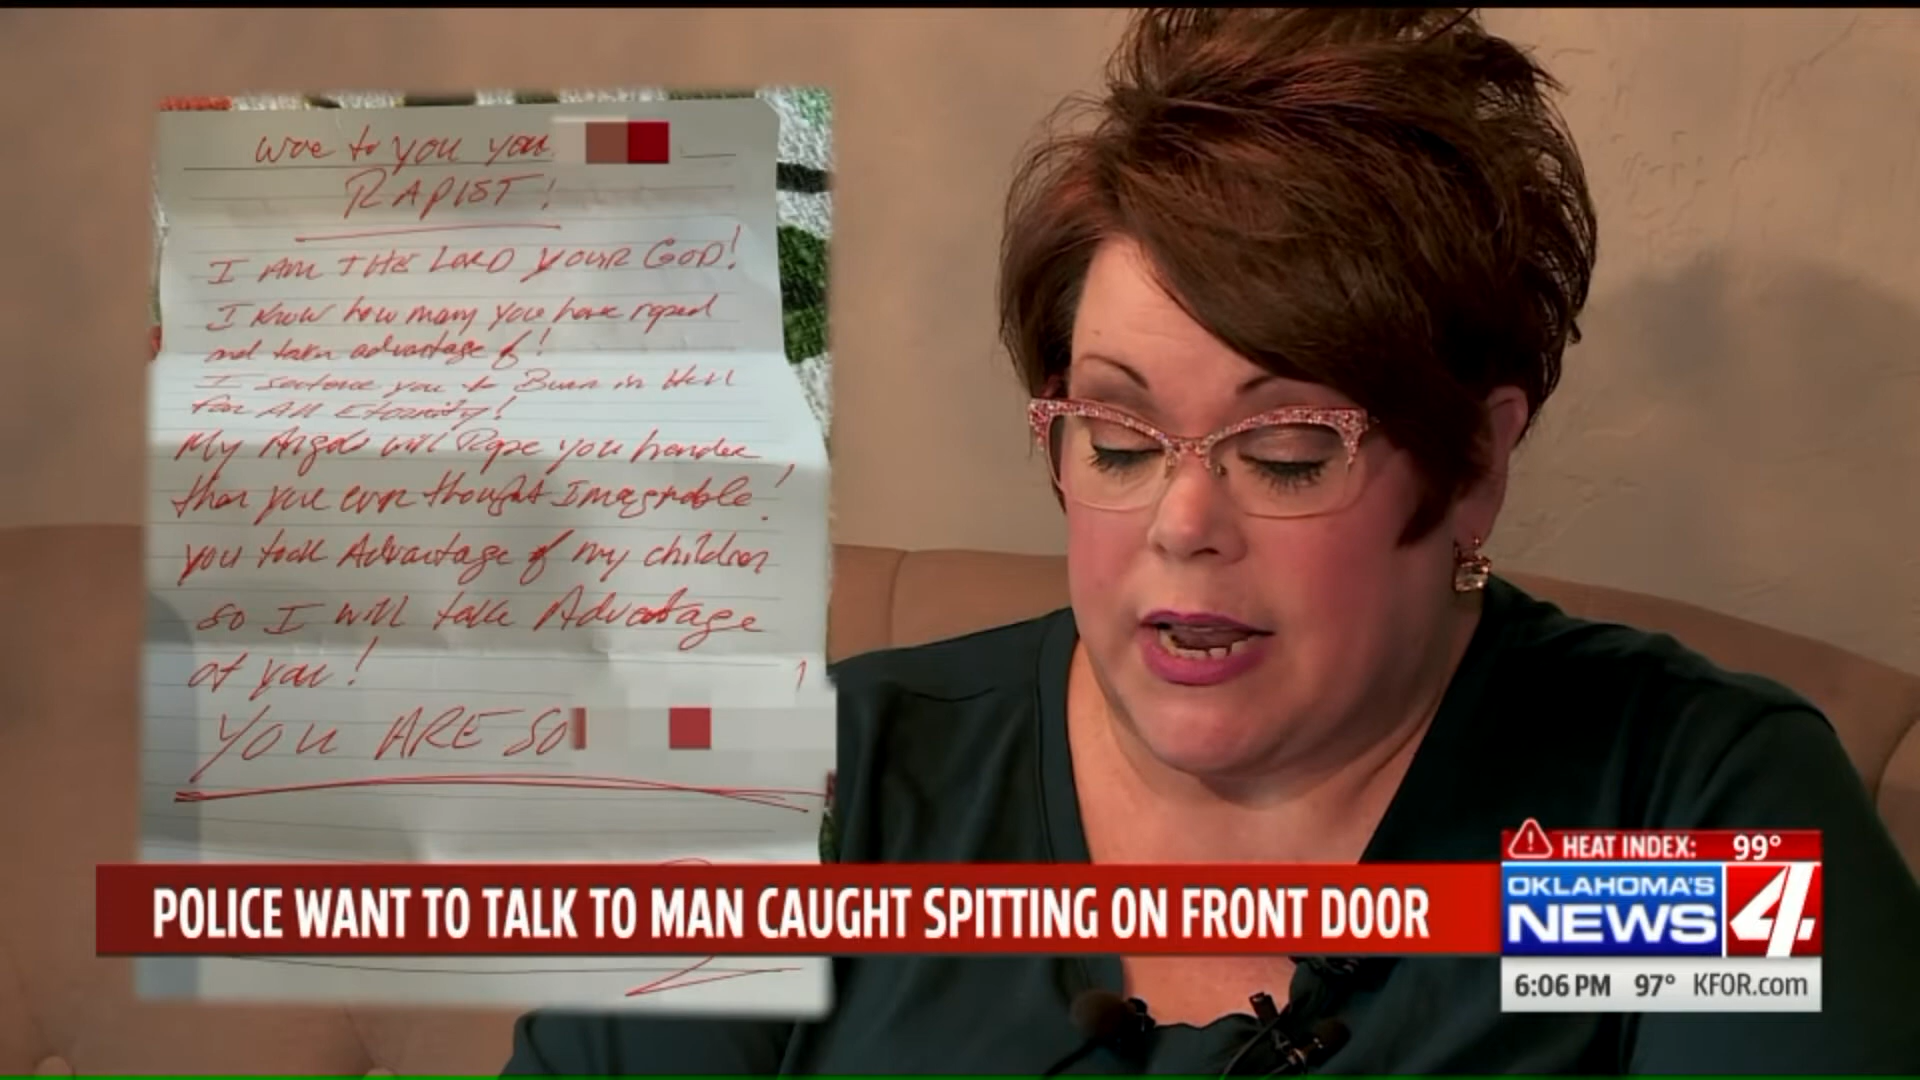 woe to you you
RAPIST!
I AM THE LORD YOUR GOD!
I know how many you have raped
and taken advantage of!
I sentence you to Burn in Hell
for All Eternity!
My Angels will Rape you harder
than you ever thought Imaginable!
you took Advantage of my children
so I will take Advantage
of you!
YOU ARE SO
POLICE WANT TO TALK TO MAN CAUGHT SPITTING ON FRONT DOOR
HEAT INDEX: 99°
OKLAHOMA'S
NEWS 4
6:06 PM 97° KFOR.com